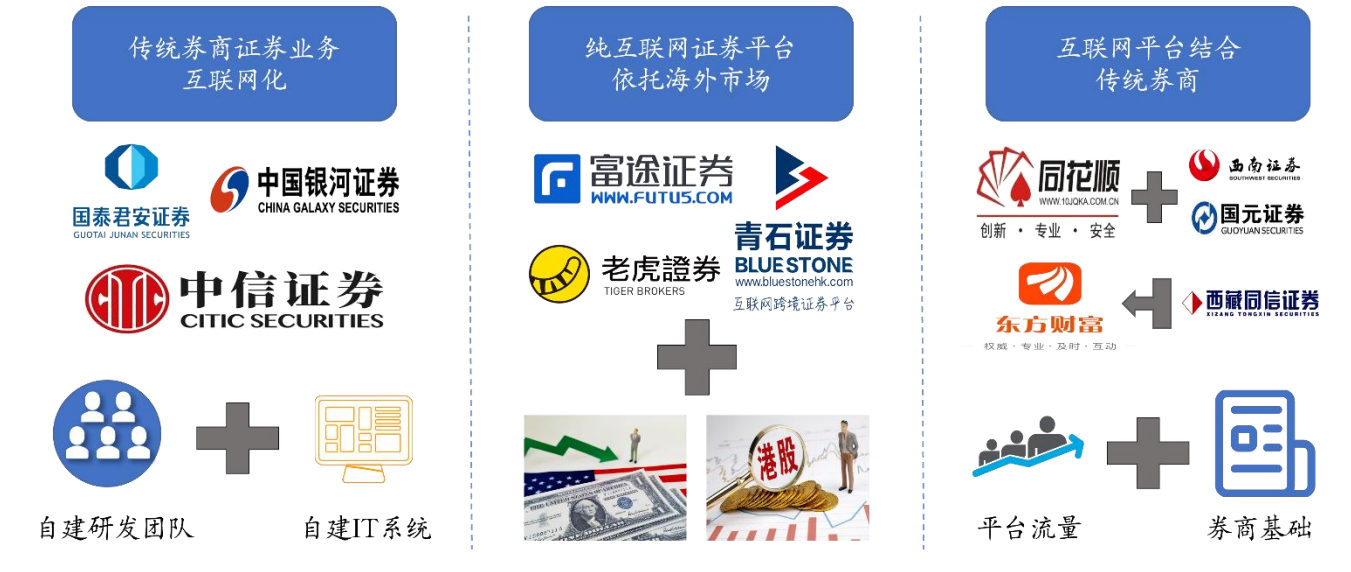 传统券商证券业务
互联网化
国泰君安证券
GUOTAI JUNAN SECURITIES
中国银河证券
CHINA GALAXY SECURITIES
CITIC
中信证券
CITIC SECURITIES
自建研发团队
自建IT系统
纯互联网证券平台
依托海外市场
富途证券
WWW.FUTU5.COM
青石证券
BLUE STONE
www.bluestonehk.com
互联网跨境证券平台
老虎證券
TIGER BROKERS
港股
互联网平台结合
传统券商
同花顺
WWW.10JQKA.COM.CN
创新 · 专业 · 安全
西南证券
SOUTHWEST SECURITIES
国元证券
GUOYUAN SECURITIES
东方财富
权威 · 专业 · 及时 · 互动
西藏同信证券
XIZANG TONGXIN SECURITIES
平台流量
券商基础